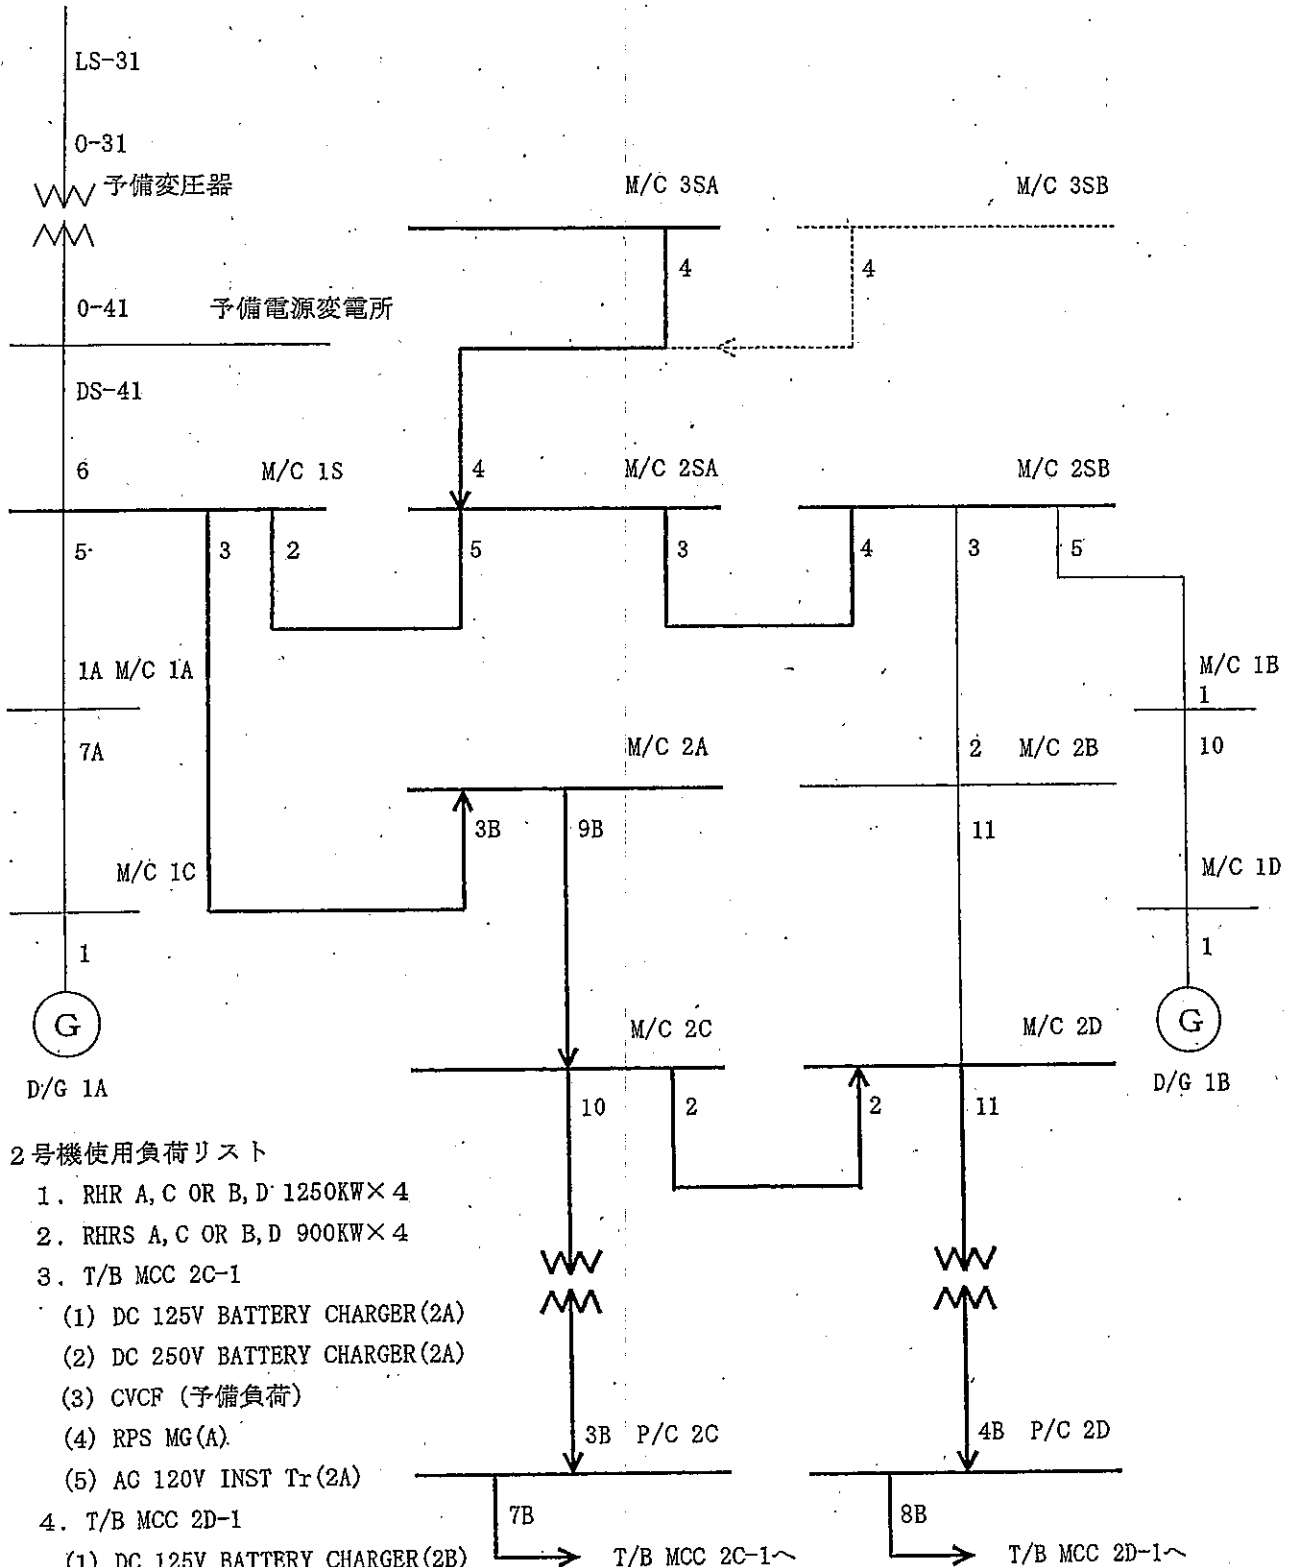 LS-31
0-31
予備変圧器
M/C 3SA
M/C 3SB
4
4
0-41
予備電源変電所
DS-41
6
M/C 1S
4
M/C 2SA
M/C 2SB
5
3
2
5
3
4
3
5
1A M/C 1A
M/C 1B
1
7A
M/C 2A
2 M/C 2B
10
3B
9B
11
M/C 1C
M/C 1D
1
1
G
M/C 2C
M/C 2D
G
D/G 1A
D/G 1B
10
2
2
11
2号機使用負荷リスト
1. RHR A,C OR B,D 1250KW×4
2. RHRS A,C OR B,D 900KW×4
3. T/B MCC 2C-1
(1) DC 125V BATTERY CHARGER(2A)
(2) DC 250V BATTERY CHARGER(2A)
(3) CVCF (予備負荷)
(4) RPS MG(A)
(5) AC 120V INST Tr(2A)
3B P/C 2C
4B P/C 2D
4. T/B MCC 2D-1
7B
8B
(1) DC 125V BATTERY CHARGER(2B)
T/B MCC 2C-1へ
T/B MCC 2D-1へ